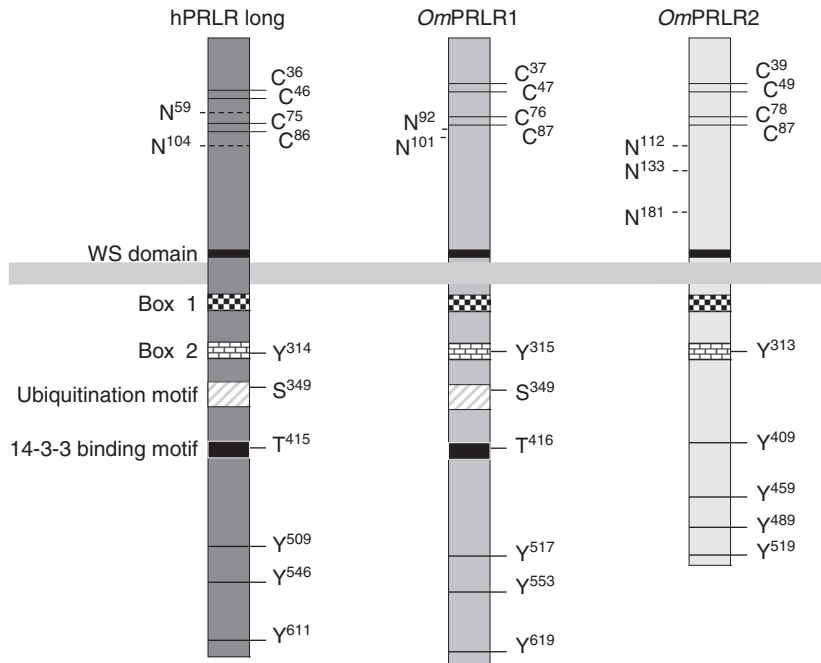 hPRLR long
OmPRLR1
OmPRLR2
C36
C46
N59
C75
C86
N104
C37
C47
C76
N92
C87
N101
C39
C49
C78
C87
N112
N133
N181
WS domain
Box 1
Box 2
Y314
Y315
Y313
Ubiquitination motif
S349
S349
14-3-3 binding motif
T415
T416
Y409
Y459
Y489
Y519
Y509
Y517
Y546
Y553
Y611
Y619